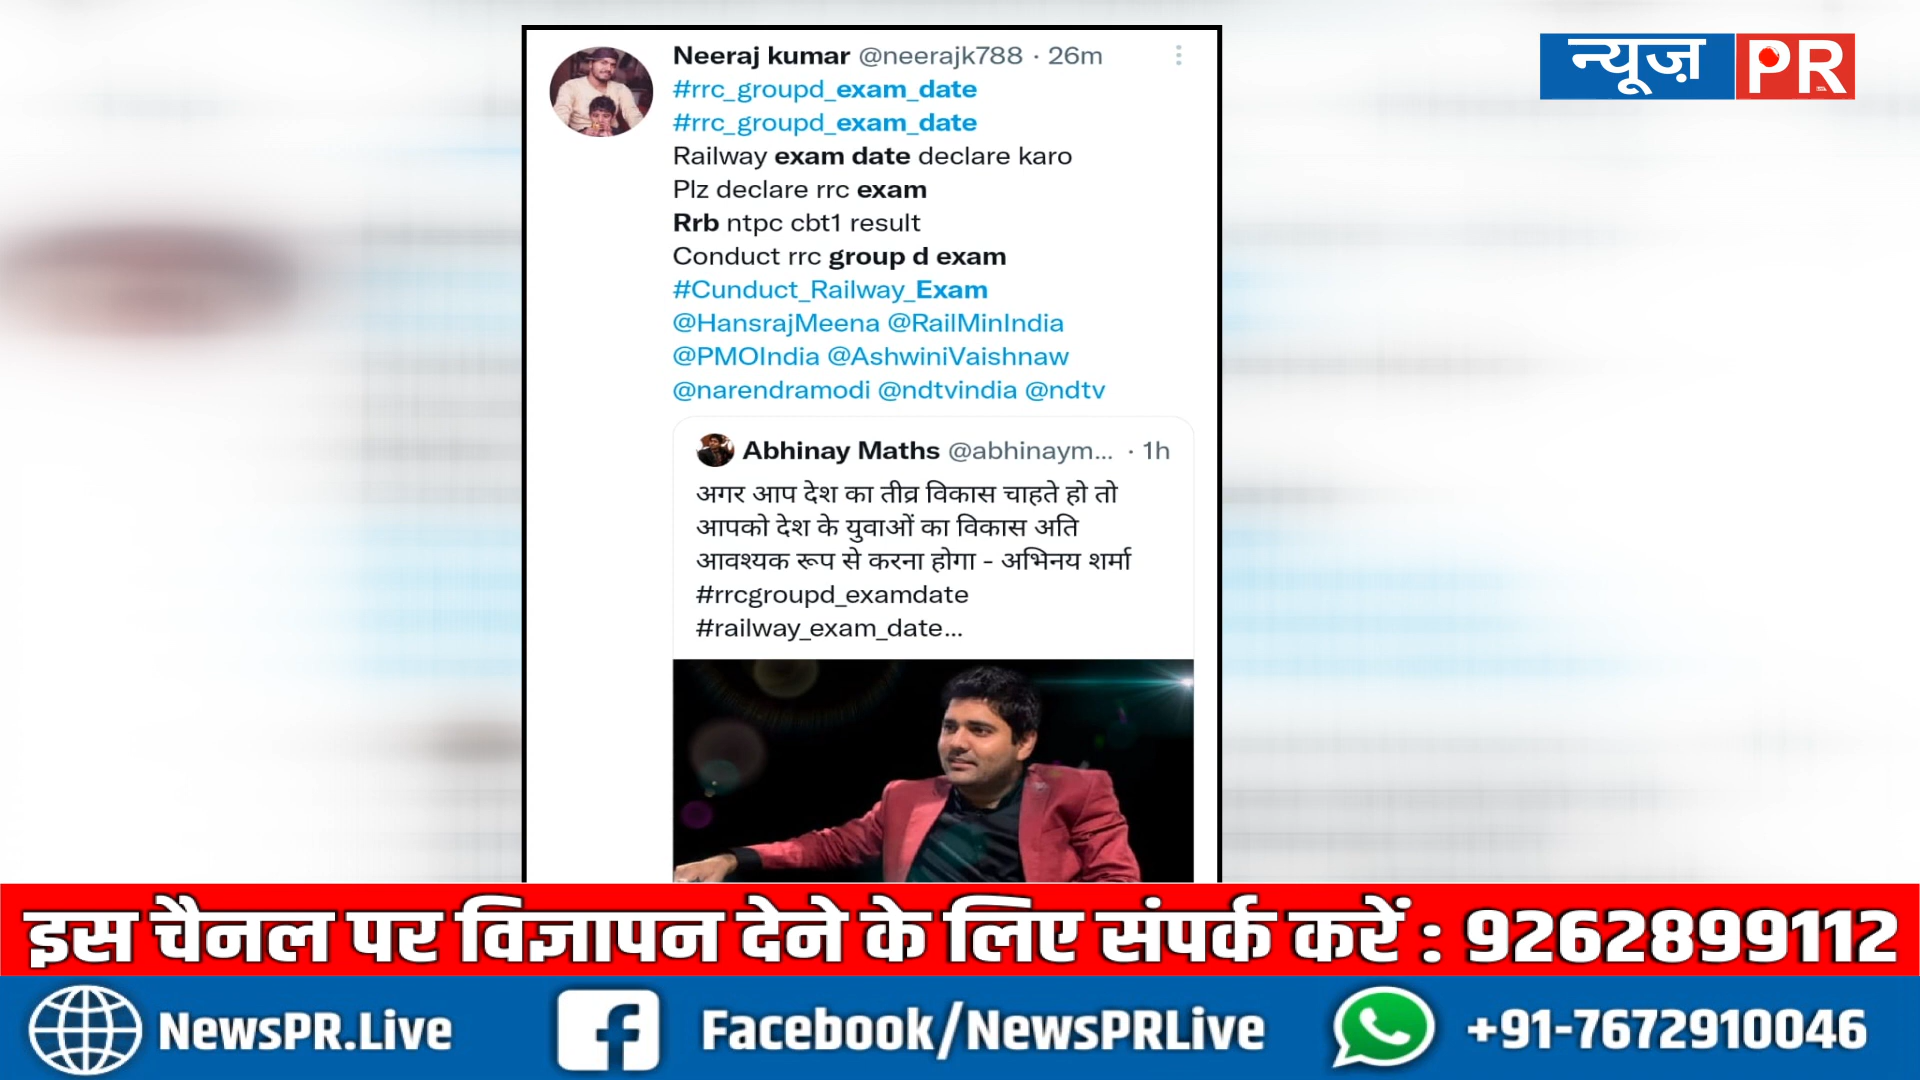 Neeraj kumar @neerajk788 · 26m
न्यूज़ PR
#rrc_groupd_exam_date
#rrc_groupd_exam_date
Railway exam date declare karo
Plz declare rrc exam
Rrb ntpc cbt1 result
Conduct rrc group d exam
#Cunduct_Railway_Exam
@HansrajMeena @RailMinIndia
@PMOIndia @AshwiniVaishnaw
@narendramodi @ndtvindia @ndtv
Abhinay Maths @abhinaym... · 1h
अगर आप देश का तीव्र विकास चाहते हो तो
आपको देश के युवाओं का विकास अति
आवश्यक रूप से करना होगा - अभिनय शर्मा
#rrcgroupd_examdate
#railway_exam_date...
इस चैनल पर विज्ञापन देने के लिए संपर्क करें : 9262899112
NewsPR.Live Facebook/NewsPRLive +91-7672910046